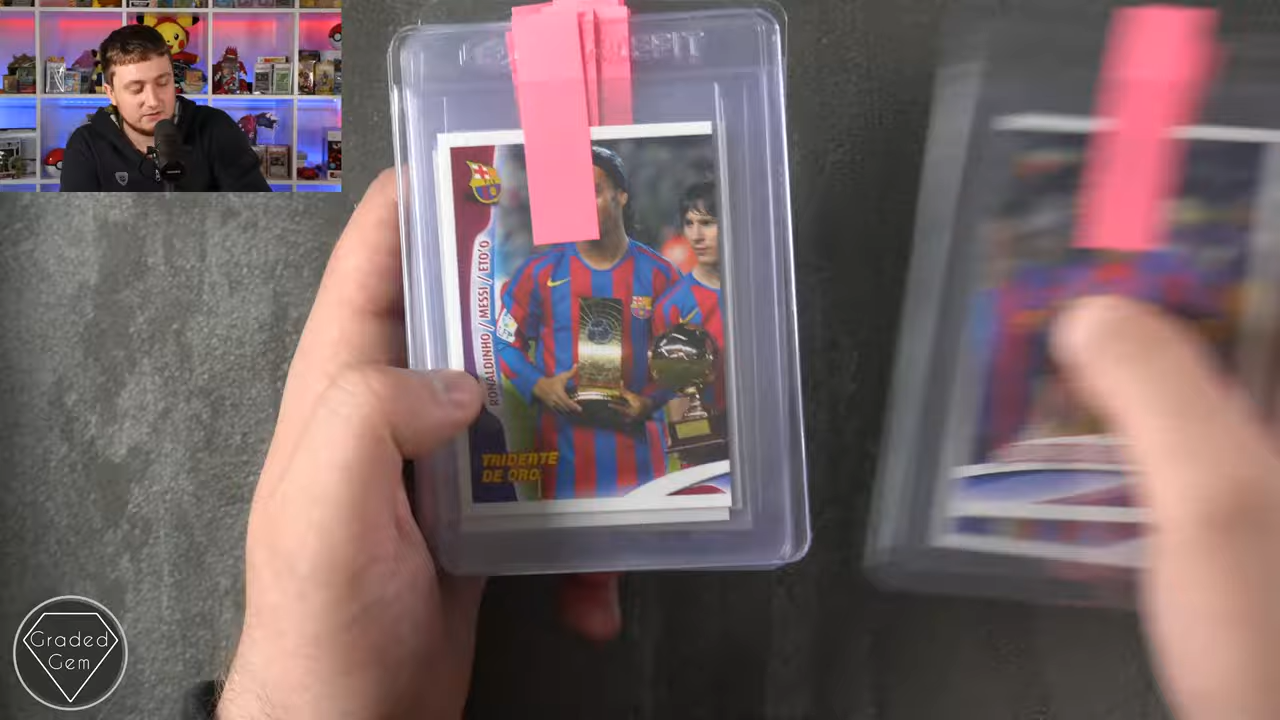 RONALDINHO / MESSI / ETO'O
TRIDENTE
DE ORO
Graded
Gem